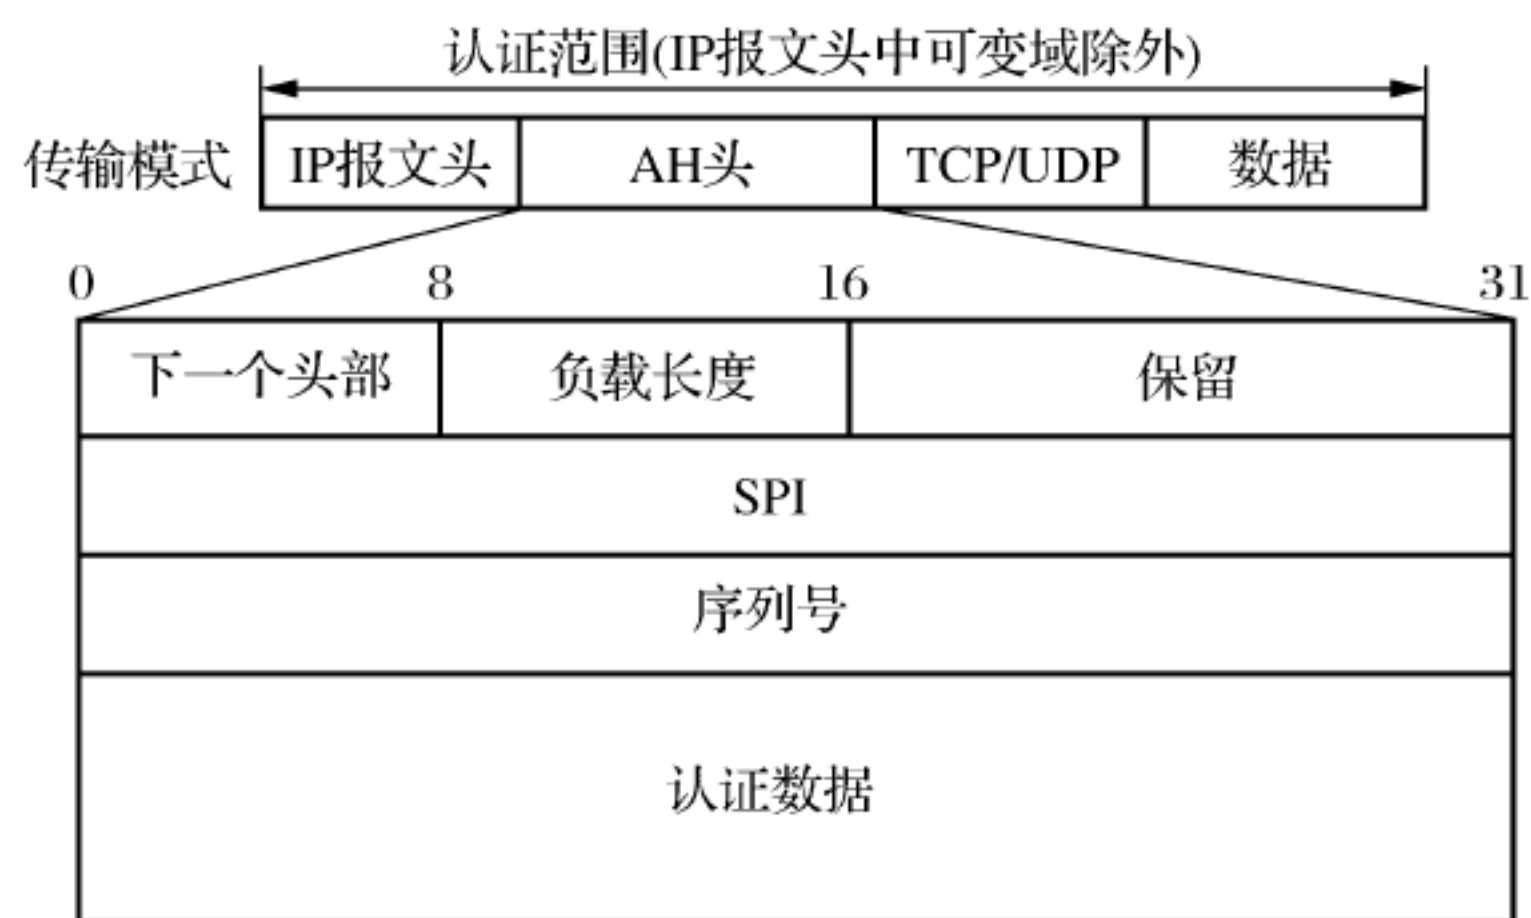 认证范围(IP报文头中可变域除外)
传输模式 IP报文头 AH头 TCP/UDP 数据
0 8 16 31
下一个头部 负载长度 保留
SPI
序列号
认证数据